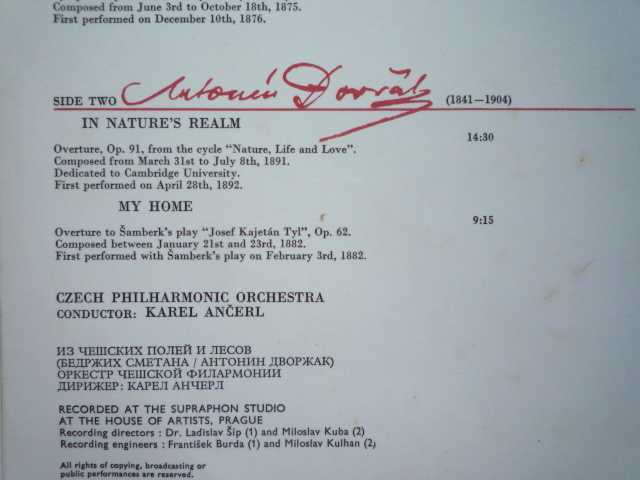 Composed from June 3rd to October 18th, 1875.
First performed on December 10th, 1876.
SIDE TWO Antonín Dvořák (1841—1904)
IN NATURE'S REALM 14:30
Overture, Op. 91, from the cycle "Nature, Life and Love".
Composed from March 31st to July 8th, 1891.
Dedicated to Cambridge University.
First performed on April 28th, 1892.
MY HOME 9:15
Overture to Šamberk's play "Josef Kajetán Tyl", Op. 62.
Composed between January 21st and 23rd, 1882.
First performed with Šamberk's play on February 3rd, 1882.
CZECH PHILHARMONIC ORCHESTRA
CONDUCTOR: KAREL ANČERL
ИЗ ЧЕШСКИХ ПОЛЕЙ И ЛЕСОВ
(БЕДРЖИХ СМЕТАНА / АНТОНИН ДВОРЖАК)
ОРКЕСТР ЧЕШСКОЙ ФИЛАРМОНИИ
ДИРИЖЕР: КАРЕЛ АНЧЕРЛ
RECORDED AT THE SUPRAPHON STUDIO
AT THE HOUSE OF ARTISTS, PRAGUE
Recording directors : Dr. Ladislav Šíp (1) and Miloslav Kuba (2)
Recording engineers : František Burda (1) and Miloslav Kulhan (2)
All rights of copying, broadcasting or
public performances are reserved.